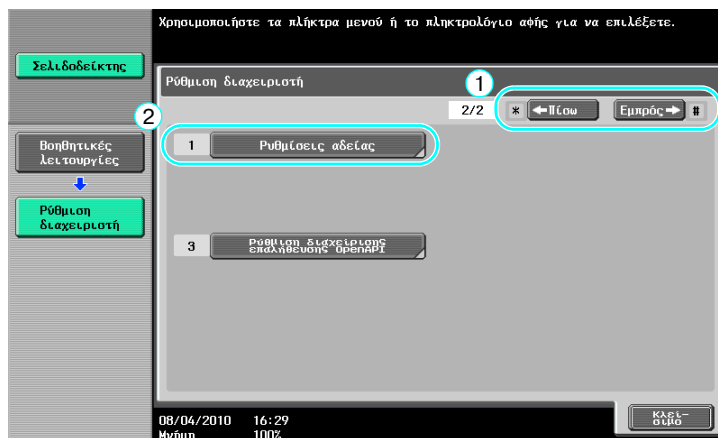 Χρησιμοποιήστε τα πλήκτρα μενού ή το πληκτρολόγιο αφής για να επιλέξετε.
Σελιδοδείκτης
Ρύθμιση διαχειριστή
1
2/2 * ←Πίσω Εμπρός→ #
2
1 Ρυθμίσεις αδείας
Βοηθητικές
λειτουργίες
Ρύθμιση
διαχειριστή
3 Ρύθμιση διαχείρισης
επαλήθευσης OpenAPI
Κλεί-
σιμο
08/04/2010 16:29
Μνήμη 100%